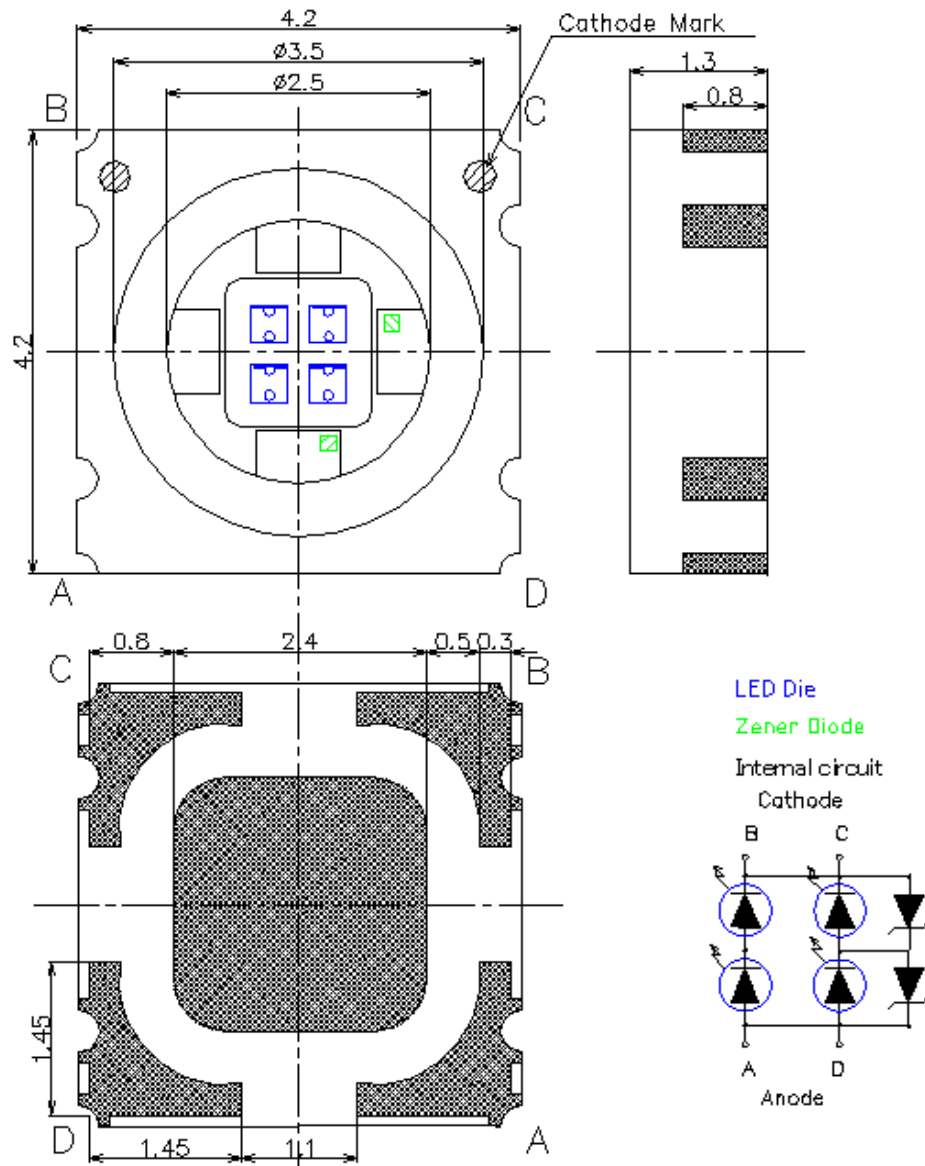 4.2
Cathode Mark
ø3.5
1.3
ø2.5
0.8
B
C
4.2
A
D
0.8
2.4
0.5
0.3
C
B
LED Die
Zener Diode
Internal circuit
Cathode
B C
1.45
A D
D
A
Anode
1.45
1.1